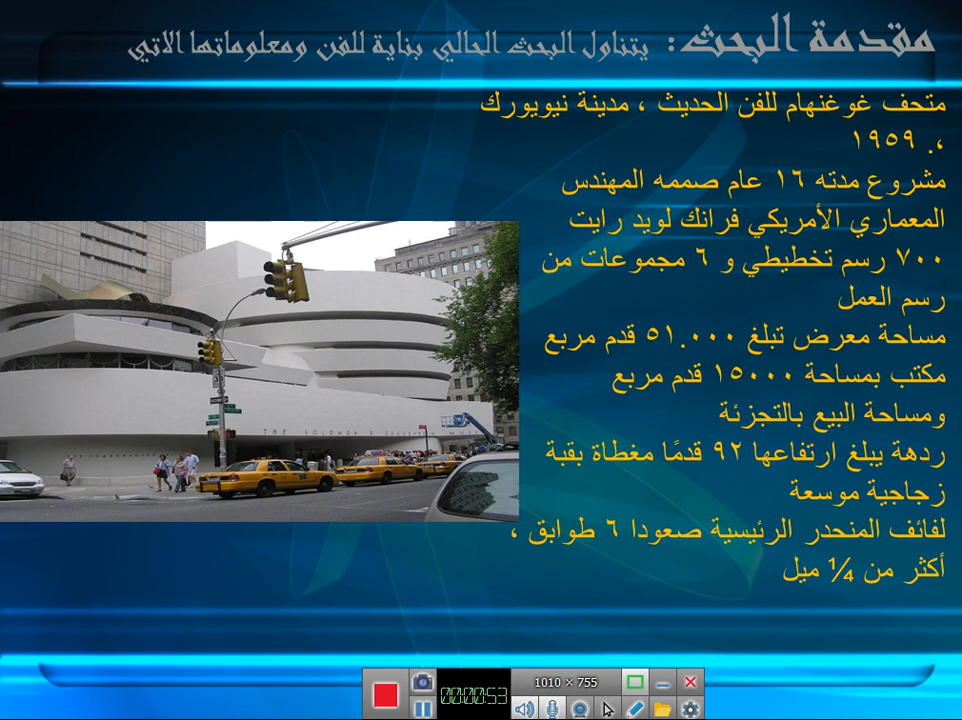 مقدمة البحث: يتناول البحث الحالي بناية للفن ومعلوماتها الاتي
متحف غوغنهام للفن الحديث ، مدينة نيويورك
،. ١٩٥٩
مشروع مدته ١٦ عام صممه المهندس
المعماري الأمريكي فرانك لويد رايت
٧٠٠ رسم تخطيطي و ٦ مجموعات من
رسم العمل
مساحة معرض تبلغ ٥١.٠٠٠ قدم مربع
مكتب بمساحة ١٥٠٠٠ قدم مربع
ومساحة البيع بالتجزئة
ردهة يبلغ ارتفاعها ٩٢ قدمًا مغطاة بقبة
زجاجية موسعة
لفائف المنحدر الرئيسية صعودا ٦ طوابق ،
أكثر من ¼ ميل
THE SOLOMON R GUGGENHEIM
00:00:53
1010 × 755